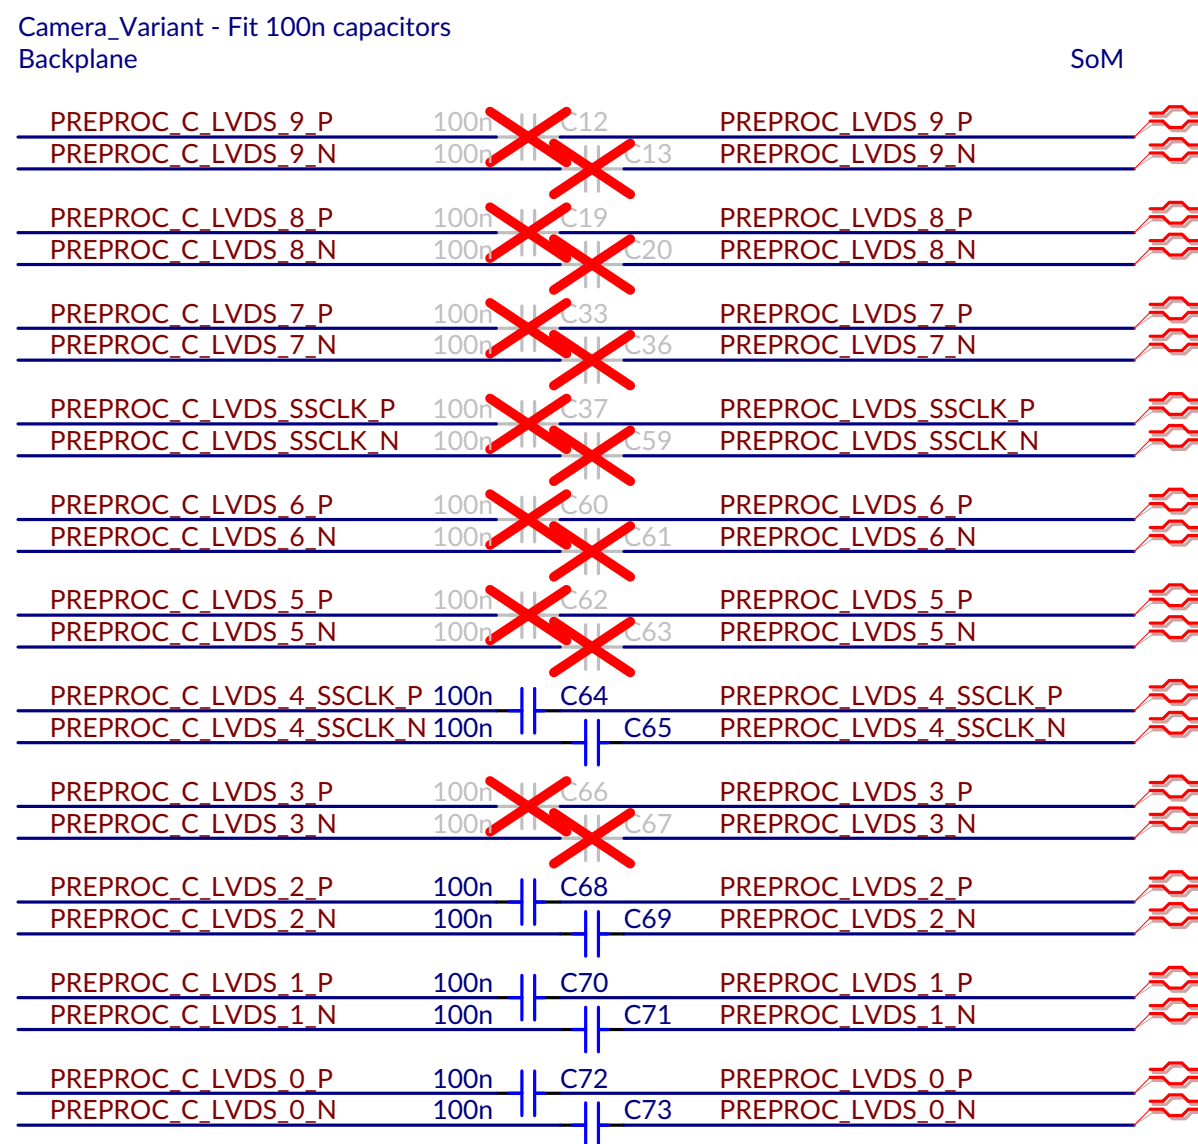 Camera_Variant - Fit 100n capacitors
Backplane SoM
PREPROC_C_LVDS_9_P 100n C12 PREPROC_LVDS_9_P
PREPROC_C_LVDS_9_N 100n C13 PREPROC_LVDS_9_N
PREPROC_C_LVDS_8_P 100n C19 PREPROC_LVDS_8_P
PREPROC_C_LVDS_8_N 100n C20 PREPROC_LVDS_8_N
PREPROC_C_LVDS_7_P 100n C33 PREPROC_LVDS_7_P
PREPROC_C_LVDS_7_N 100n C36 PREPROC_LVDS_7_N
PREPROC_C_LVDS_SSCLK_P 100n C37 PREPROC_LVDS_SSCLK_P
PREPROC_C_LVDS_SSCLK_N 100n C59 PREPROC_LVDS_SSCLK_N
PREPROC_C_LVDS_6_P 100n C60 PREPROC_LVDS_6_P
PREPROC_C_LVDS_6_N 100n C61 PREPROC_LVDS_6_N
PREPROC_C_LVDS_5_P 100n C62 PREPROC_LVDS_5_P
PREPROC_C_LVDS_5_N 100n C63 PREPROC_LVDS_5_N
PREPROC_C_LVDS_4_SSCLK_P 100n C64 PREPROC_LVDS_4_SSCLK_P
PREPROC_C_LVDS_4_SSCLK_N 100n C65 PREPROC_LVDS_4_SSCLK_N
PREPROC_C_LVDS_3_P 100n C66 PREPROC_LVDS_3_P
PREPROC_C_LVDS_3_N 100n C67 PREPROC_LVDS_3_N
PREPROC_C_LVDS_2_P 100n C68 PREPROC_LVDS_2_P
PREPROC_C_LVDS_2_N 100n C69 PREPROC_LVDS_2_N
PREPROC_C_LVDS_1_P 100n C70 PREPROC_LVDS_1_P
PREPROC_C_LVDS_1_N 100n C71 PREPROC_LVDS_1_N
PREPROC_C_LVDS_0_P 100n C72 PREPROC_LVDS_0_P
PREPROC_C_LVDS_0_N 100n C73 PREPROC_LVDS_0_N